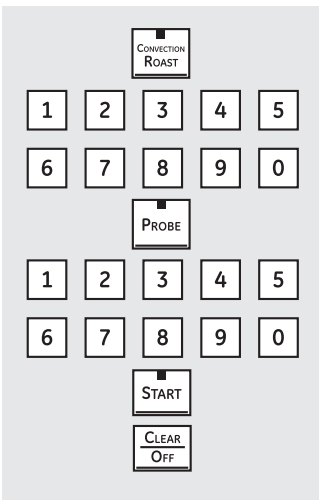 CONVECTION
ROAST
1 2 3 4 5
6 7 8 9 0
PROBE
1 2 3 4 5
6 7 8 9 0
START
CLEAR
OFF